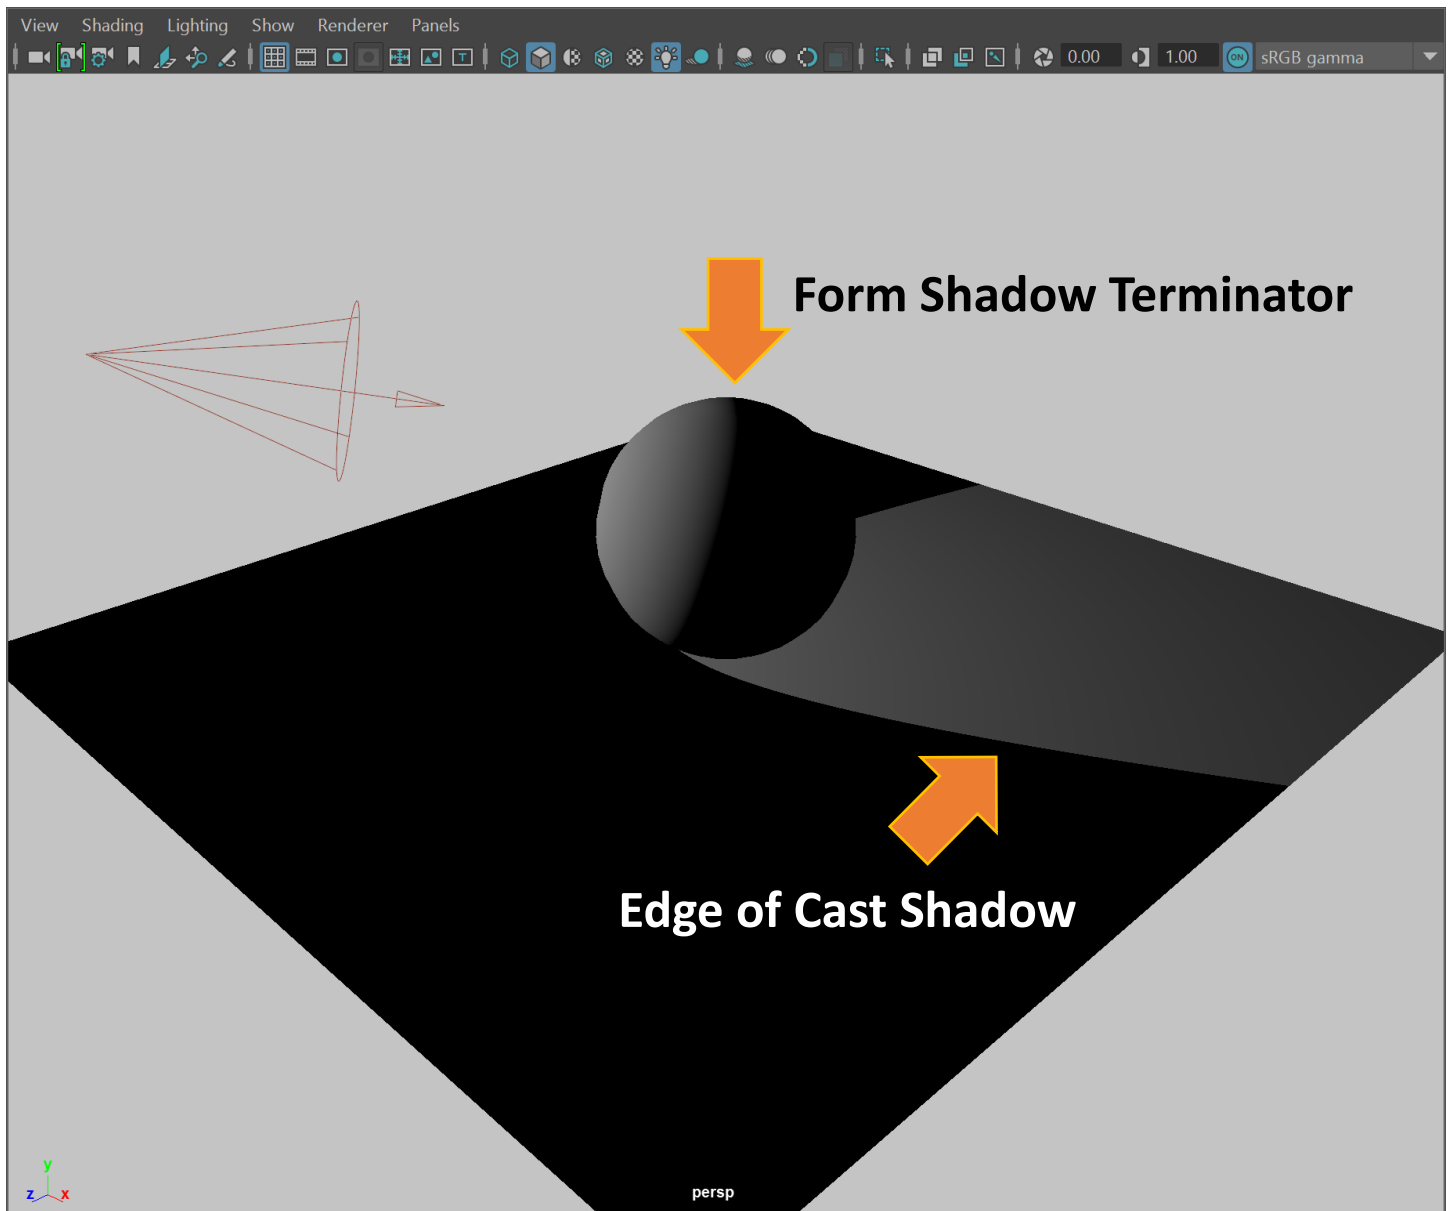 View Shading Lighting Show Renderer Panels
0.00 1.00 ON sRGB gamma
Form Shadow Terminator
Edge of Cast Shadow
y
z x
persp